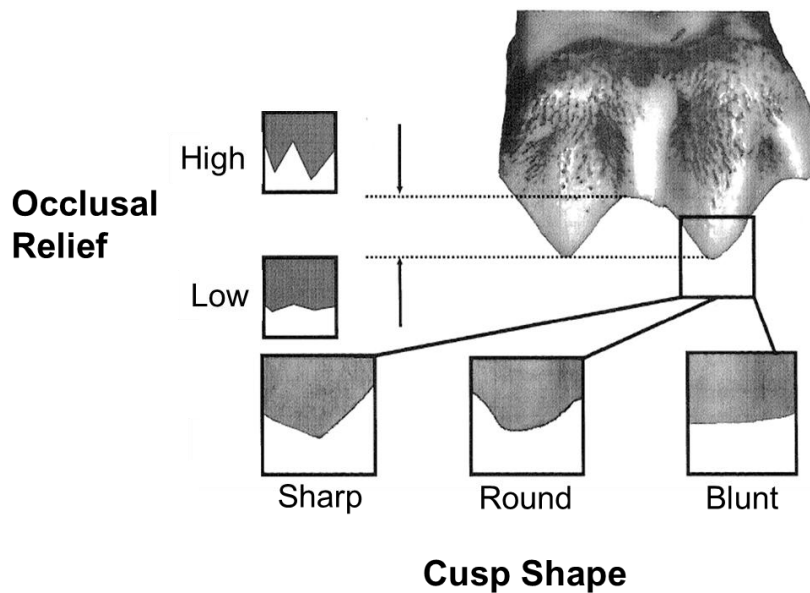 High
Occlusal
Relief
Low
Sharp
Round
Blunt
Cusp Shape